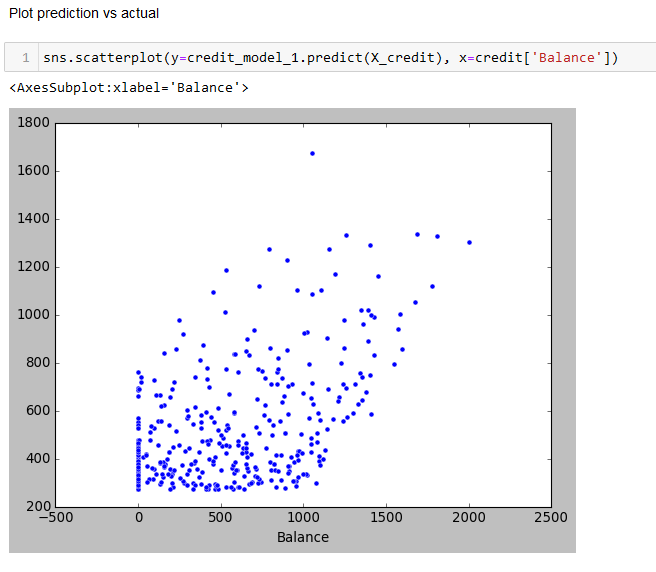 Plot prediction vs actual
1 sns.scatterplot(y=credit_model_1.predict(X_credit), x=credit['Balance'])
<AxesSubplot:xlabel='Balance'>
1800
1600
1400
1200
1000
800
600
400
200
−500 0 500 1000 1500 2000 2500
Balance